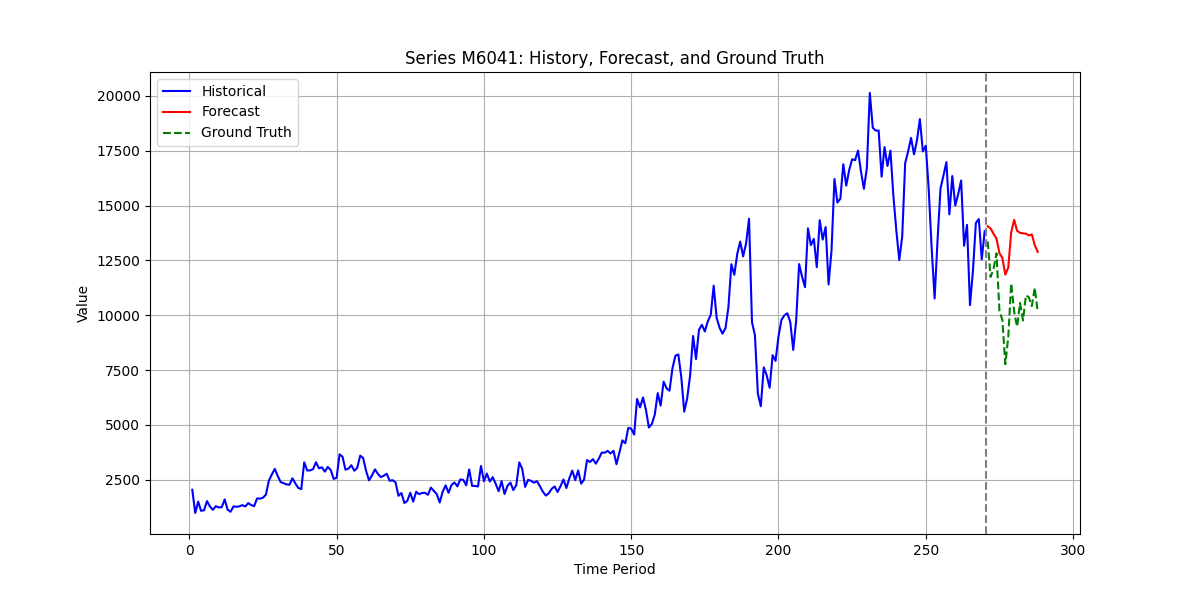 Series M6041: History, Forecast, and Ground Truth
Historical
Forecast
Ground Truth
Value
20000
17500
15000
12500
10000
7500
5000
2500
0
50
100
150
200
250
300
Time Period